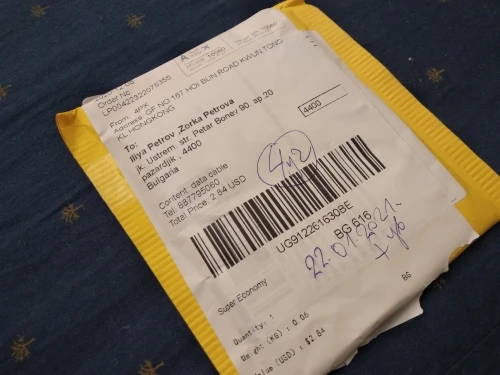 Order No
LP00422322075355
From: 4PX
Address GF NO 167 HOI BUN ROAD KWUN TONG
KL HONGKONG
To:
Iliya Petrov ,Zorka Petrova
jk. Ustrem. str. Petar Bonev 90, ap.20
pazardjik , 4400
Bulgaria
4400
Content: data cable
Tel: 887795060
Total Price: 2.84 USD
UG912261630BE
BG 616
22.01.2021.
Super Economy
BG
Quantity: 1
Weight (KG) : 0.06
Value (USD) : $2.84